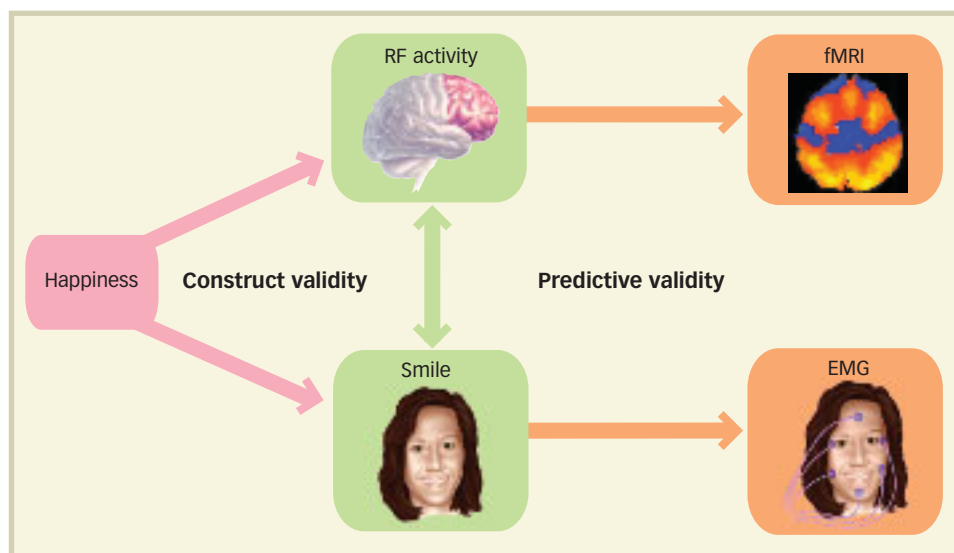 RF activity
fMRI
Happiness
Construct validity
Predictive validity
Smile
EMG